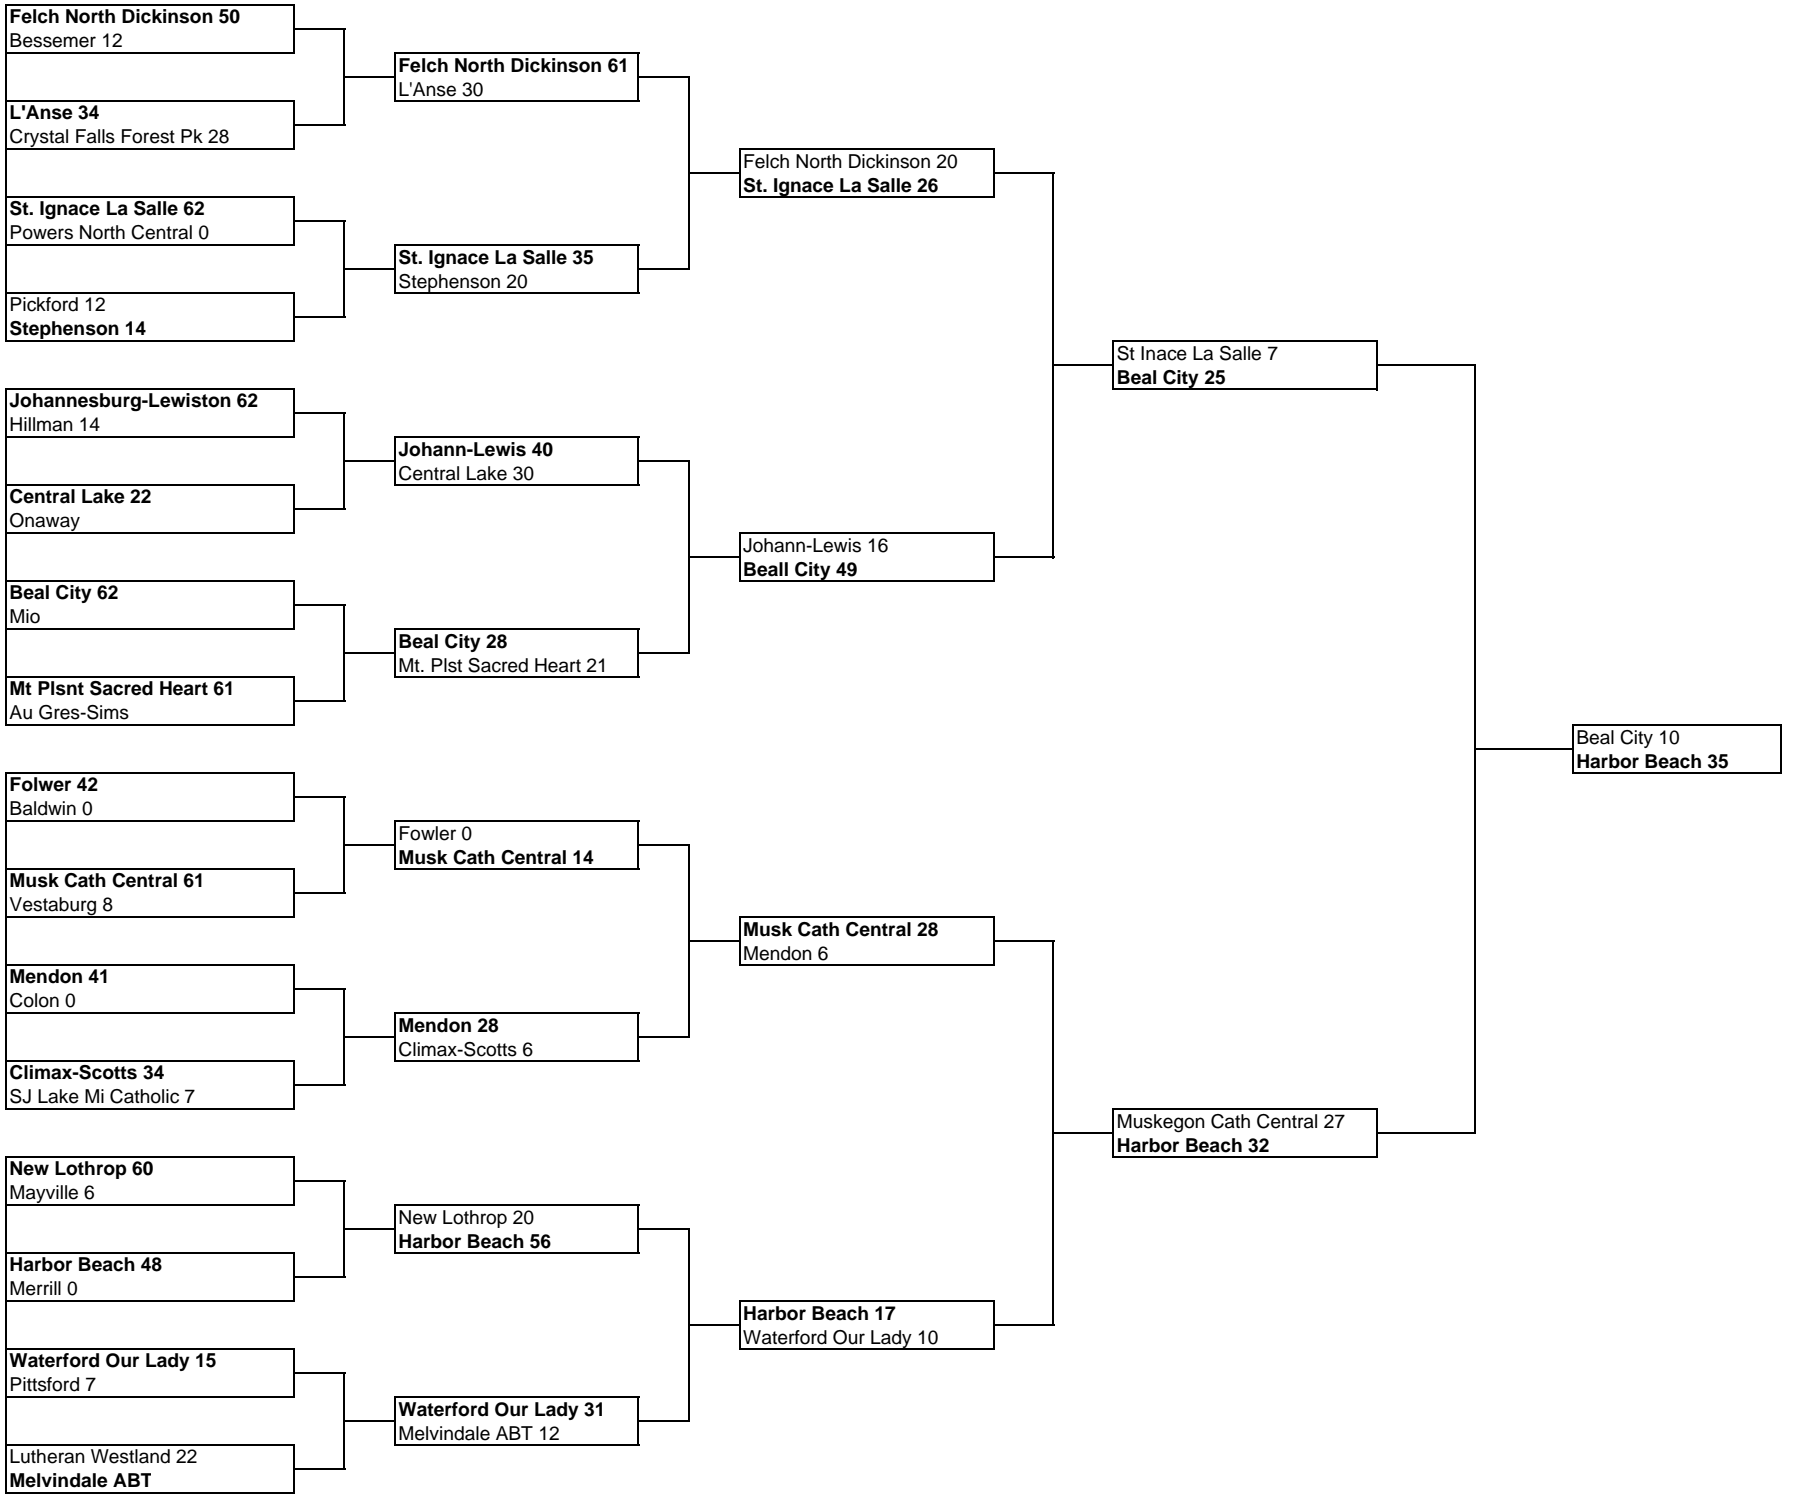 Felch North Dickinson 50
Bessemer 12
L'Anse 34
Crystal Falls Forest Pk 28
St. Ignace La Salle 62
Powers North Central 0
Pickford 12
Stephenson 14
Johannesburg-Lewiston 62
Hillman 14
Central Lake 22
Onaway
Beal City 62
Mio
Mt Plsnt Sacred Heart 61
Au Gres-Sims
Folwer 42
Baldwin 0
Musk Cath Central 61
Vestaburg 8
Mendon 41
Colon 0
Climax-Scotts 34
SJ Lake Mi Catholic 7
New Lothrop 60
Mayville 6
Harbor Beach 48
Merrill 0
Waterford Our Lady 15
Pittsford 7
Lutheran Westland 22
Melvindale ABT
Felch North Dickinson 61
L'Anse 30
St. Ignace La Salle 35
Stephenson 20
Johann-Lewis 40
Central Lake 30
Beal City 28
Mt. Plst Sacred Heart 21
Fowler 0
Musk Cath Central 14
Mendon 28
Climax-Scotts 6
New Lothrop 20
Harbor Beach 56
Waterford Our Lady 31
Melvindale ABT 12
Felch North Dickinson 20
St. Ignace La Salle 26
Johann-Lewis 16
Beall City 49
Musk Cath Central 28
Mendon 6
Harbor Beach 17
Waterford Our Lady 10
St Inace La Salle 7
Beal City 25
Muskegon Cath Central 27
Harbor Beach 32
Beal City 10
Harbor Beach 35